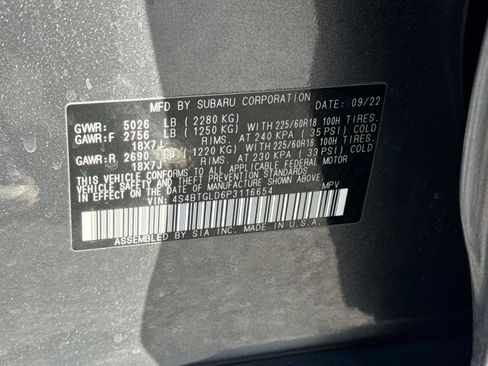 MFD BY SUBARU CORPORATION DATE: 09/22
GVWR: 5026 LB (2280 KG)
GAWR:F 2756 LB (1250 KG) WITH 225/60R18 100H TIRES.
18X7J RIMS. AT 240 KPA (35 PSI) COLD
GAWR:R 2690 LB (1220 KG) WITH 225/60R18 100H TIRES.
18X7J RIMS. AT 230 KPA (33 PSI) COLD
THIS VEHICLE CONFORMS TO ALL APPLICABLE FEDERAL MOTOR
VEHICLE SAFETY BUMPER AND THEFT PREVENTION STANDARDS
IN EFFECT ON THE DATE OF MANUFACTURE SHOWN ABOVE.
VIN: 4S4BTGLD6P3116654 MPV
ASSEMBLED BY SIA INC. MADE IN U.S.A.